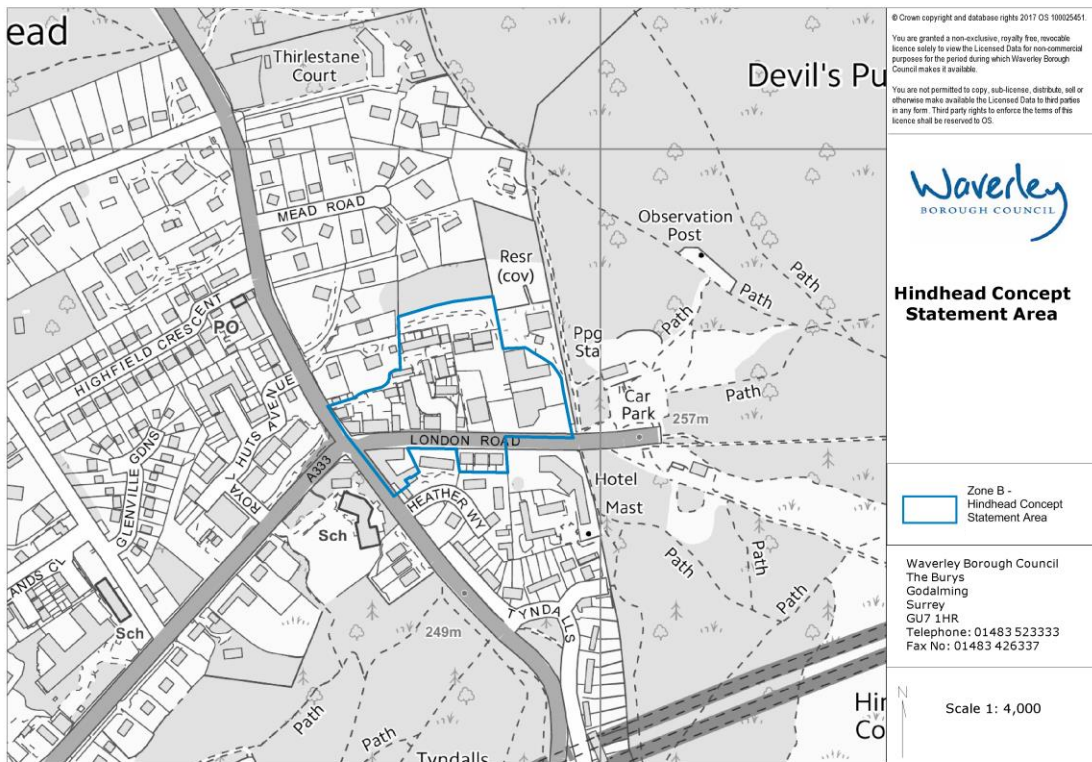 ead
Thirlestane
Court
Devil's Pu
MEAD ROAD
Observation
Post
Resr
(cov)
Path
Path
Path
HIGHFIELD CRESCENT
PO
Ppg
Sta
Path
Car
Park
257m
ROYAL HUTS AVENUE
GLENVILLE GDNS
A333
LONDON ROAD
Hotel
Mast
HEATHER WY
Sch
ANDS CL
Sch
Path
Path
Path
TYNDALLS
249m
Path
Path
Tyndalls
Hin
Co
© Crown copyright and database rights 2017 OS 100025451.
You are granted a non-exclusive, royalty free, revocable
licence solely to view the Licensed Data for non-commercial
purposes for the period during which Waverley Borough
Council makes it available.
You are not permitted to copy, sub-license, distribute, sell or
otherwise make available the Licensed Data to third parties
in any form. Third party rights to enforce the terms of this
licence shall be reserved to OS.
Waverley
BOROUGH COUNCIL
Hindhead Concept
Statement Area
Zone B -
Hindhead Concept
Statement Area
Waverley Borough Council
The Burys
Godalming
Surrey
GU7 1HR
Telephone: 01483 523333
Fax No: 01483 426337
N
Scale 1: 4,000